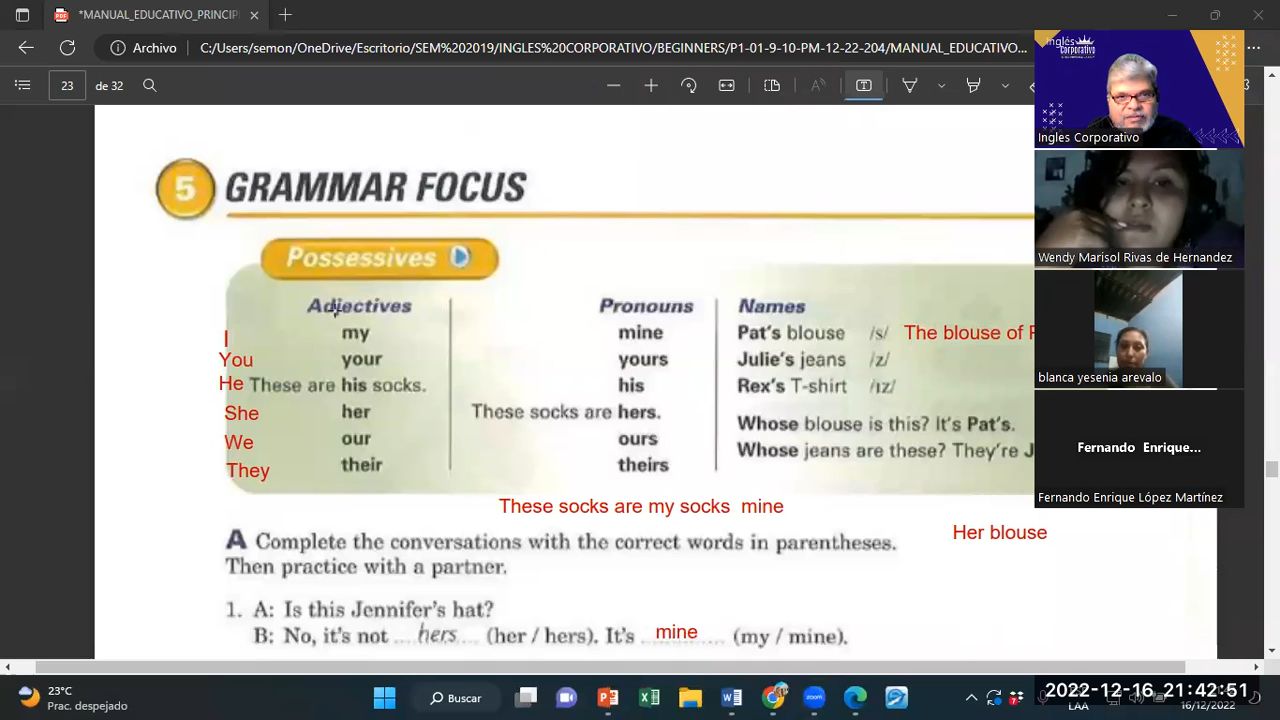 *MANUAL_EDUCATIVO_PRINCIP
Archivo
C:/Users/semon/OneDrive/Escritorio/SEM%202019/INGLES%20CORPORATIVO/BEGINNERS/P1-01-9-10-PM-12-22-204/MANUAL_EDUCATIVO...
23 de 32
5 GRAMMAR FOCUS
Possessives
Adjectives Pronouns Names
I my mine Pat's blouse /s/ The blouse of P
You your yours Julie's jeans /z/
He These are his socks. his Rex's T-shirt /ɪz/
She her These socks are hers.
We our ours Whose blouse is this? It's Pat's.
They their theirs Whose jeans are these? They're J
These socks are my socks mine
Her blouse
A Complete the conversations with the correct words in parentheses.
Then practice with a partner.
1. A: Is this Jennifer's hat?
B: No, it's not hers (her / hers). It's mine (my / mine).
Inglés
Corporativo
Ingles Corporativo
Wendy Marisol Rivas de Hernandez
blanca yesenia arevalo
Fernando Enrique...
Fernando Enrique López Martínez
23°C
Prac. despejado
Buscar
2022-12-16 21:42:51
LAA
16/12/2022